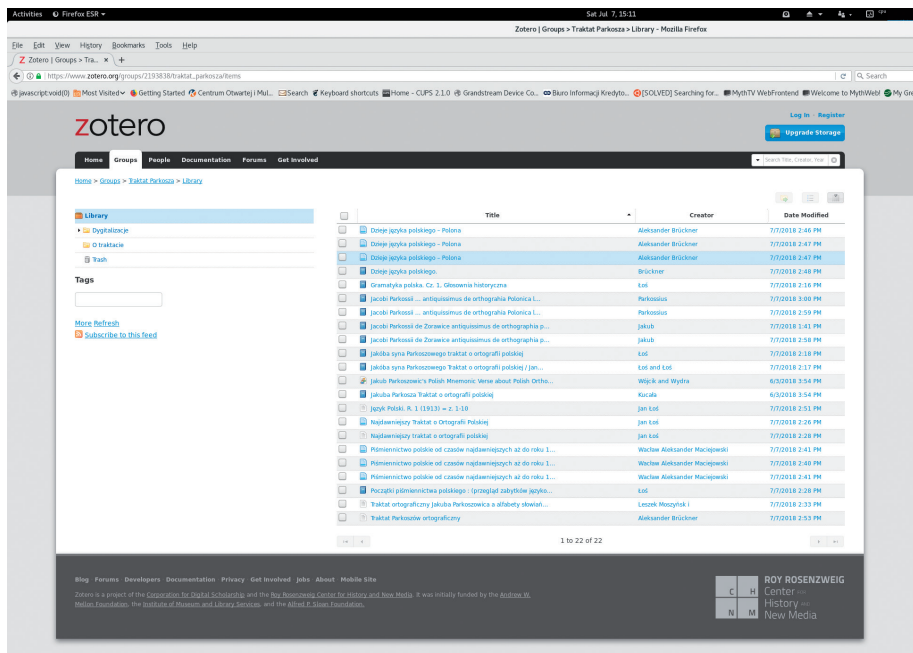 Activities Firefox ESR Sat Jul 7, 15:11
Zotero | Groups > Traktat Parkosza > Library - Mozilla Firefox
File Edit View History Bookmarks Tools Help
Zotero | Groups > Tra... × +
https://www.zotero.org/groups/2193838/traktat_parkosza/items Search
javascript:void(0) Most Visited Getting Started Centrum Otwartej i Mul... Search Keyboard shortcuts Home - CUPS 2.1.0 Grandstream Device Co... Biuro Informacji Kredyto... [SOLVED] Searching for... MythTV WebFrontend Welcome to MythWeb! My Gre
Log In · Register
zotero
Upgrade Storage
Home Groups People Documentation Forums Get Involved
Search Title, Creator, Year
Home > Groups > Traktat Parkosza > Library
Library
Dygitalizacje
O traktacie
Trash
Tags
More Refresh
Subscribe to this feed
Title Creator Date Modified
Dzieje języka polskiego - Polona Aleksander Brückner 7/7/2018 2:46 PM
Dzieje języka polskiego - Polona Aleksander Brückner 7/7/2018 2:47 PM
Dzieje języka polskiego - Polona Aleksander Brückner 7/7/2018 2:47 PM
Dzieje języka polskiego. Brückner 7/7/2018 2:48 PM
Gramatyka polska. Cz. 1. Głosownia historyczna Łoś 7/7/2018 2:16 PM
Jacobi Parkossii ... antiquissimus de orthograhia Polonica l... Parkossius 7/7/2018 3:00 PM
Jacobi Parkossii ... antiquissimus de orthograhia Polonica l... Parkossius 7/7/2018 2:59 PM
Jacobi Parkossii de Zorawice antiquissimus de orthographia p... Jakub 7/7/2018 1:41 PM
Jacobi Parkossii de Zorawice antiquissimus de orthographia p... Jakub 7/7/2018 2:58 PM
Jakóba syna Parkoszowego traktat o ortografii polskiej Łoś 7/7/2018 2:18 PM
Jakóba syna Parkoszowego Traktat o ortografii polskiej / Jan... Łoś and Łoś 7/7/2018 2:17 PM
Jakub Parkoszowic's Polish Mnemonic Verse about Polish Ortho... Wójcik and Wydra 6/3/2018 3:54 PM
Jakuba Parkosza Traktat o ortografii polskiej Kucała 6/3/2018 3:54 PM
Język Polski. R. 1 (1913) = z. 1-10 Jan Łoś 7/7/2018 2:51 PM
Najdawniejszy Traktat o Ortografii Polskiej Jan Łoś 7/7/2018 2:26 PM
Najdawniejszy traktat o ortografii polskiej Jan Łoś 7/7/2018 2:28 PM
Piśmiennictwo polskie od czasów najdawniejszych aż do roku 1... Wacław Aleksander Maciejowski 7/7/2018 2:41 PM
Piśmiennictwo polskie od czasów najdawniejszych aż do roku 1... Wacław Aleksander Maciejowski 7/7/2018 2:40 PM
Piśmiennictwo polskie od czasów najdawniejszych aż do roku 1... Wacław Aleksander Maciejowski 7/7/2018 2:41 PM
Początki piśmiennictwa polskiego : (przegląd zabytków języko... Łoś 7/7/2018 2:28 PM
Traktat ortograficzny Jakuba Parkoszowica a alfabety słowiań... Leszek Moszyńsk i 7/7/2018 2:33 PM
Traktat Parkoszów ortograficzny Aleksander Brückner 7/7/2018 2:53 PM
1 to 22 of 22
Blog Forums Developers Documentation Privacy Get Involved Jobs About Mobile Site
Zotero is a project of the Corporation for Digital Scholarship and the Roy Rosenzweig Center for History and New Media. It was initially funded by the Andrew W.
Mellon Foundation, the Institute of Museum and Library Services, and the Alfred P. Sloan Foundation.
C H N M
ROY ROSENZWEIG
Center
History
New Media